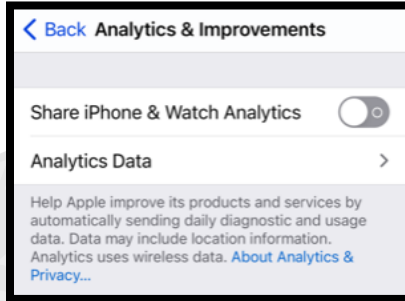 Back Analytics & Improvements
Share iPhone & Watch Analytics
Analytics Data
Help Apple improve its products and services by
automatically sending daily diagnostic and usage
data. Data may include location information.
Analytics uses wireless data. About Analytics &
Privacy...